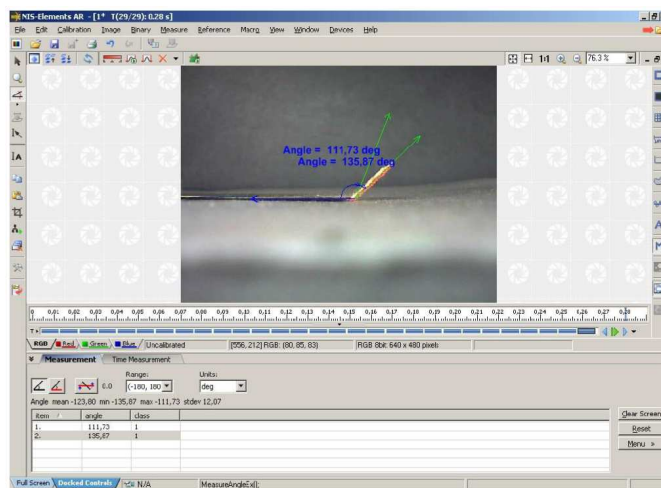 NIS-Elements AR - [1* T(29/29): 0.28 s]
File Edit Calibration Image Binary Measure Reference Macro View Window Devices Help
1:1 76.3 %
Angle = 111,73 deg
Angle = 135,87 deg
0 0,01 0,02 0,03 0,04 0,05 0,06 0,07 0,08 0,09 0,10 0,11 0,12 0,13 0,14 0,15 0,16 0,17 0,18 0,19 0,20 0,21 0,22 0,23 0,24 0,25 0,26 0,27 0,28
RGB Red Green Blue Uncalibrated [556, 212] RGB: (80, 85, 83) RGB 8bit: 640 x 480 pixels
Measurement Time Measurement
Range: Units:
0.0 (-180, 180 deg
Angle mean -123,80 min -135,87 max -111,73 stdev 12,07
Item angle class
1. 111,73 1
2. 135,87 1
Clear Screen
Reset
Menu »
Full Screen Docked Controls N/A MeasureAngleEx();